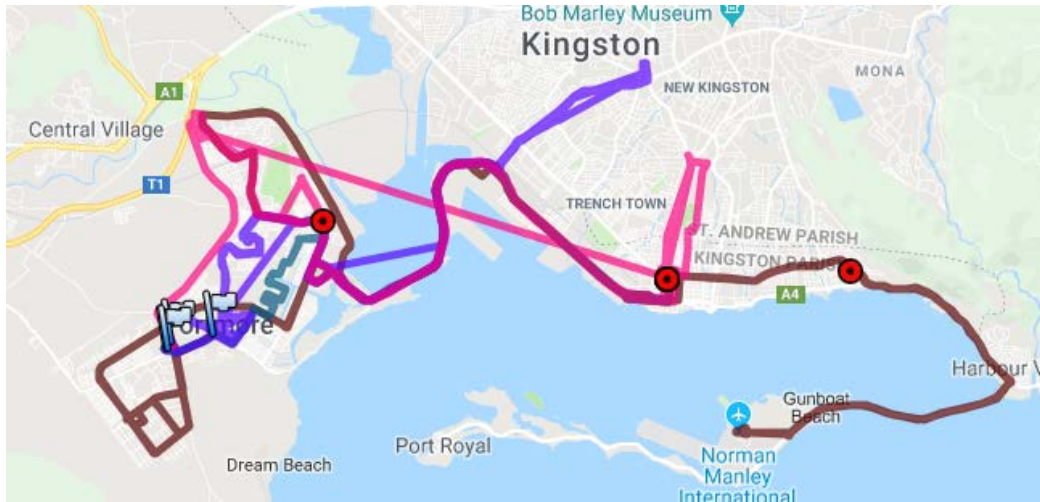 Bob Marley Museum
Kingston
MONA
A1
NEW KINGSTON
Central Village
T1
TRENCH TOWN
ST. ANDREW PARISH
KINGSTON PARISH
A4
Harbour V
Gunboat
Beach
Port Royal
Dream Beach
Norman
Manley
International